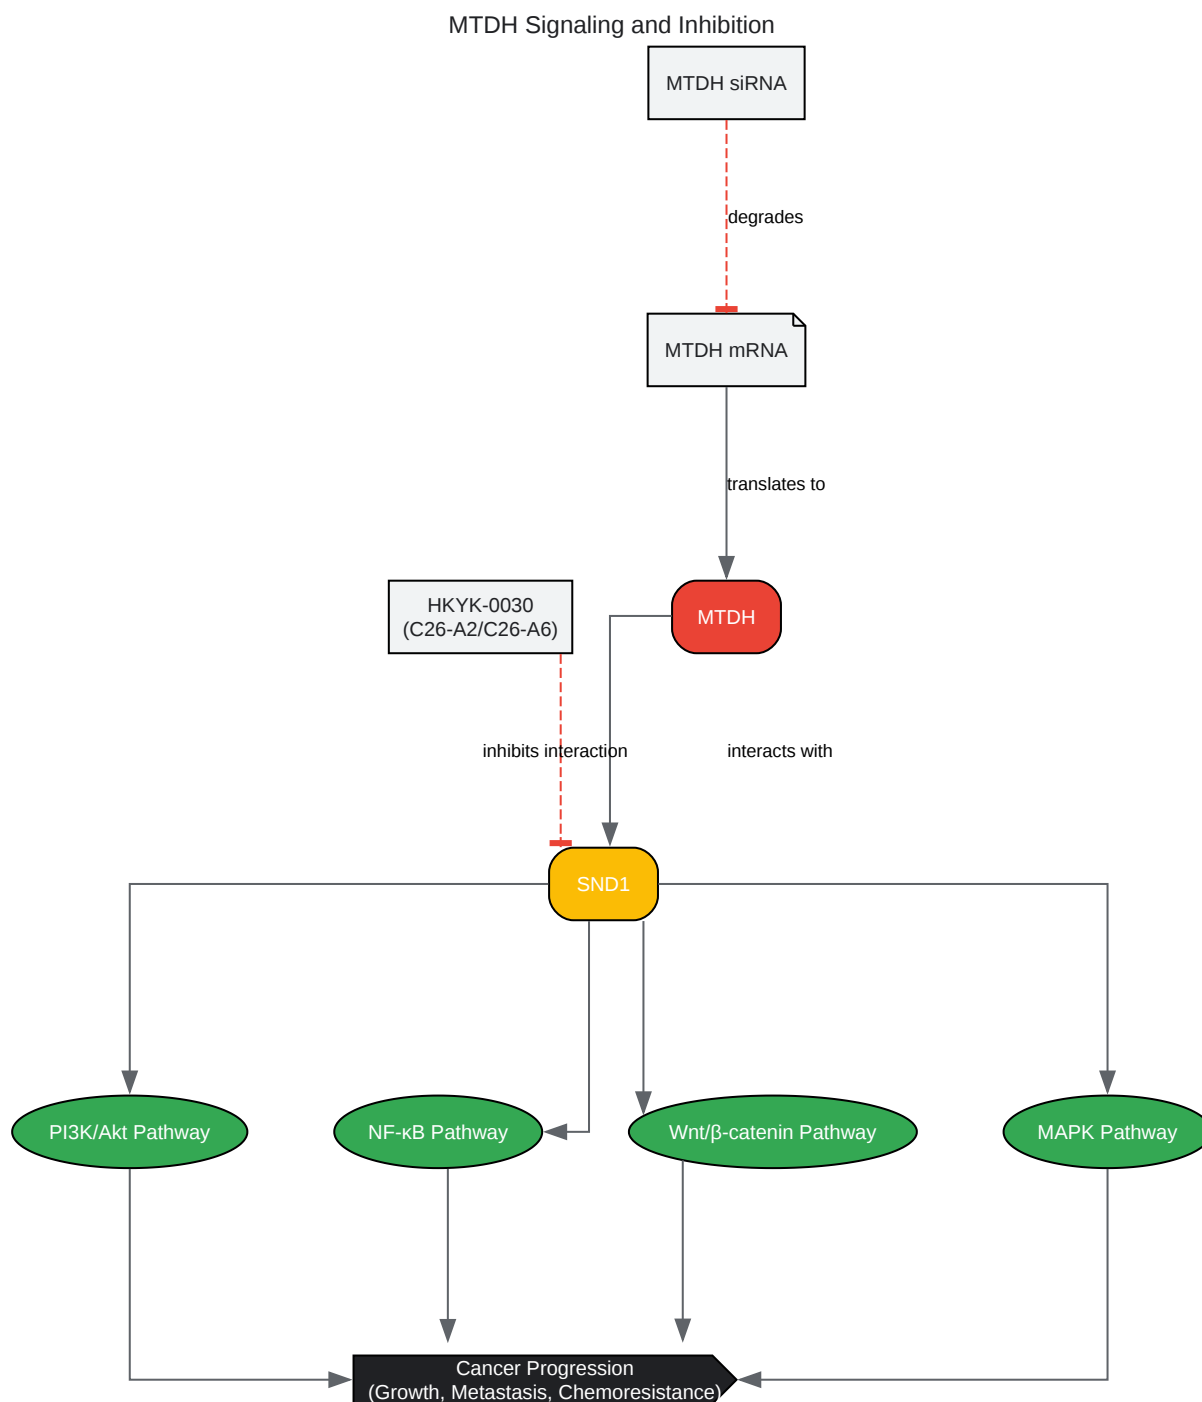 MTDH Signaling and Inhibition
MTDH siRNA
degrades
MTDH mRNA
translates to
HKYK-0030
(C26-A2/C26-A6)
MTDH
inhibits interaction
interacts with
SND1
PI3K/Akt Pathway
NF-κB Pathway
Wnt/β-catenin Pathway
MAPK Pathway
Cancer Progression
(Growth, Metastasis, Chemoresistance)